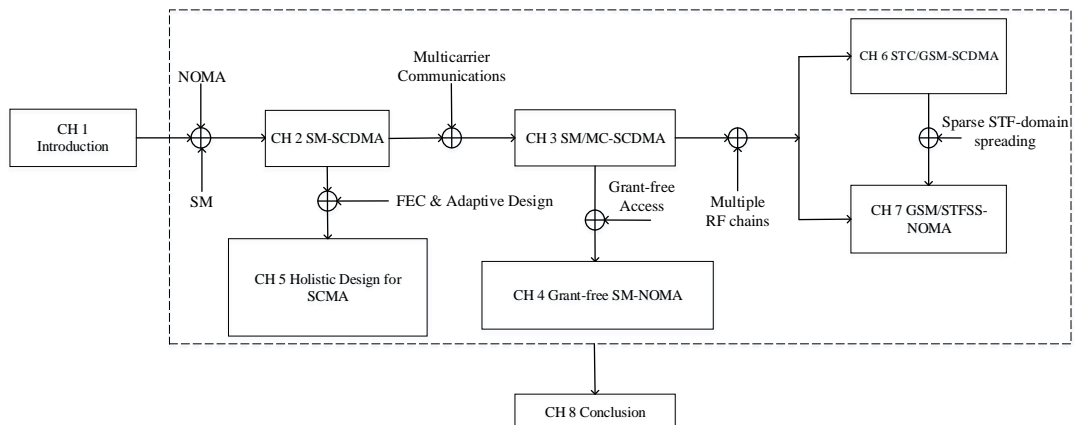 CH 1
Introduction
NOMA
SM
CH 2 SM-SCDMA
Multicarrier
Communications
CH 3 SM/MC-SCDMA
FEC & Adaptive Design
CH 5 Holistic Design for
SCMA
Grant-free
Access
CH 4 Grant-free SM-NOMA
Multiple
RF chains
CH 6 STC/GSM-SCDMA
Sparse STF-domain
spreading
CH 7 GSM/STFSS-
NOMA
CH 8 Conclusion